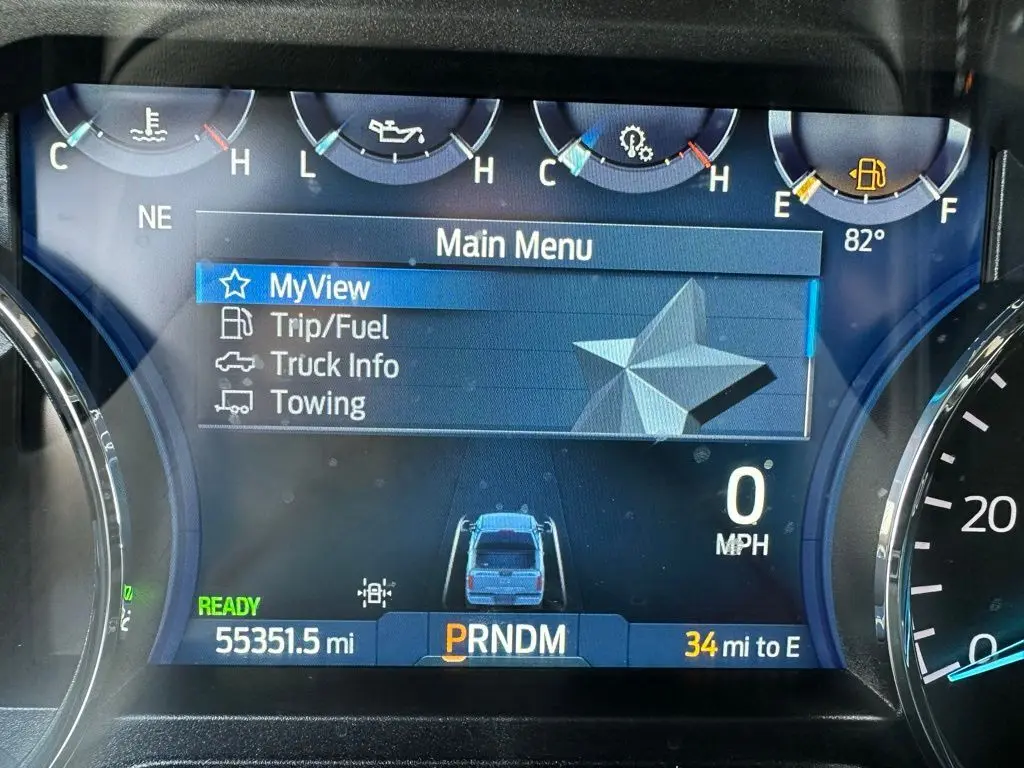 C H L H C H E F
NE
82°
Main Menu
MyView
Trip/Fuel
Truck Info
Towing
0
MPH
20
0
READY
55351.5 mi
PRNDM
34 mi to E